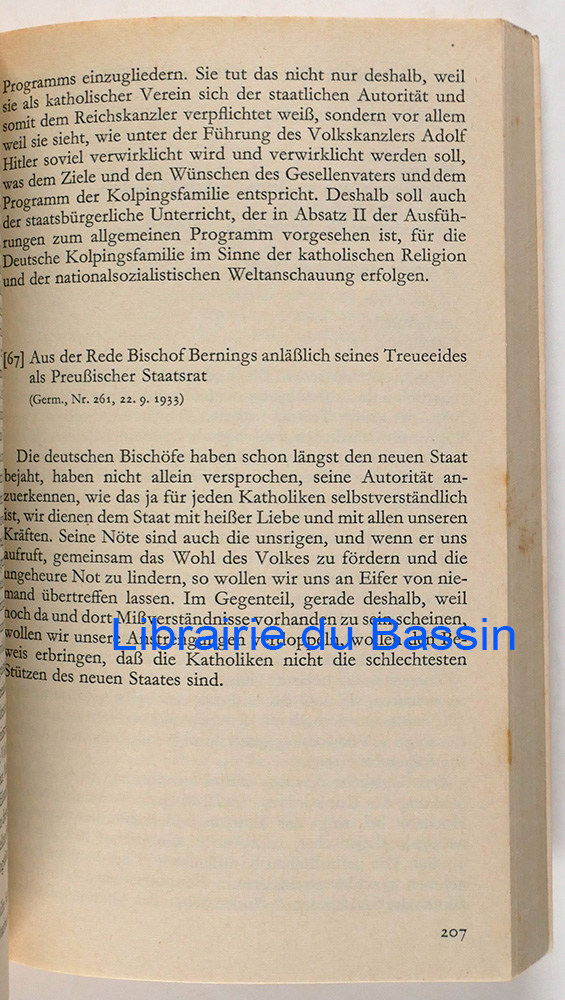 Programms einzugliedern. Sie tut das nicht nur deshalb, weil
sie als katholischer Verein sich der staatlichen Autorität und
somit dem Reichskanzler verpflichtet weiß, sondern vor allem
weil sie sieht, wie unter der Führung des Volkskanzlers Adolf
Hitler soviel verwirklicht wird und verwirklicht werden soll,
was dem Ziele und den Wünschen des Gesellenvaters und dem
Programm der Kolpingsfamilie entspricht. Deshalb soll auch
der staatsbürgerliche Unterricht, der in Absatz II der Ausfüh-
rungen zum allgemeinen Programm vorgesehen ist, für die
Deutsche Kolpingsfamilie im Sinne der katholischen Religion
und der nationalsozialistischen Weltanschauung erfolgen.
[67] Aus der Rede Bischof Bernings anläßlich seines Treueeides
als Preußischer Staatsrat
(Germ., Nr. 261, 22. 9. 1933)
Die deutschen Bischöfe haben schon längst den neuen Staat
bejaht, haben nicht allein versprochen, seine Autorität an-
zuerkennen, wie das ja für jeden Katholiken selbstverständlich
ist, wir dienen dem Staat mit heißer Liebe und mit allen unseren
Kräften. Seine Nöte sind auch die unsrigen, und wenn er uns
aufruft, gemeinsam das Wohl des Volkes zu fördern und die
ungeheure Not zu lindern, so wollen wir uns an Eifer von nie-
mand übertreffen lassen. Im Gegenteil, gerade deshalb, weil
noch da und dort Mißverständnisse vorhanden zu sein scheinen,
wollen wir unsere Anstrengungen verdoppeln, wollen den Be-
weis erbringen, daß die Katholiken nicht die schlechtesten
Stützen des neuen Staates sind.
Librairie du Bassin
207